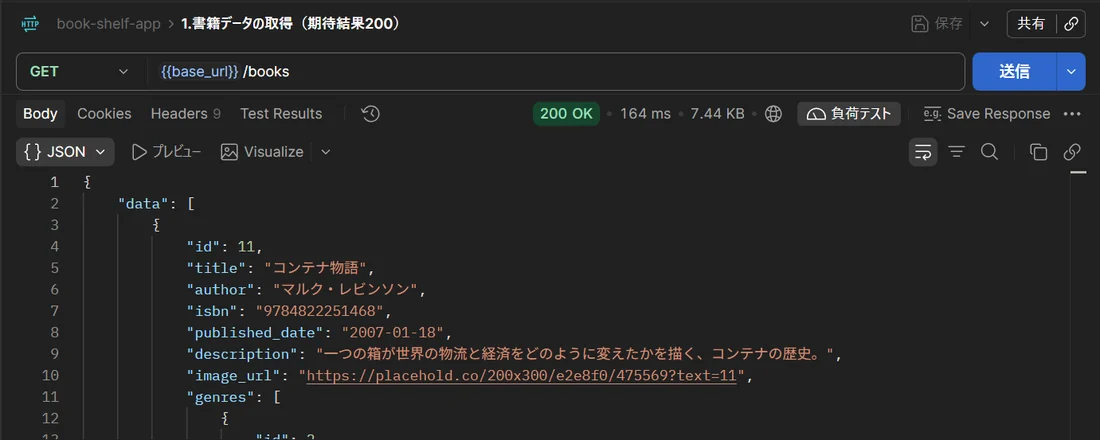 HTTP book-shelf-app > 1.書籍データの取得（期待結果200） 保存 共有
GET {{base_url}} /books 送信
Body Cookies Headers 9 Test Results 200 OK • 164 ms • 7.44 KB • 負荷テスト e.g. Save Response
{} JSON プレビュー Visualize
1 {
2 "data": [
3 {
4 "id": 11,
5 "title": "コンテナ物語",
6 "author": "マルク・レビンソン",
7 "isbn": "9784822251468",
8 "published_date": "2007-01-18",
9 "description": "一つの箱が世界の物流と経済をどのように変えたかを描く、コンテナの歴史。",
10 "image_url": "https://placehold.co/200x300/e2e8f0/475569?text=11",
11 "genres": [
12 {